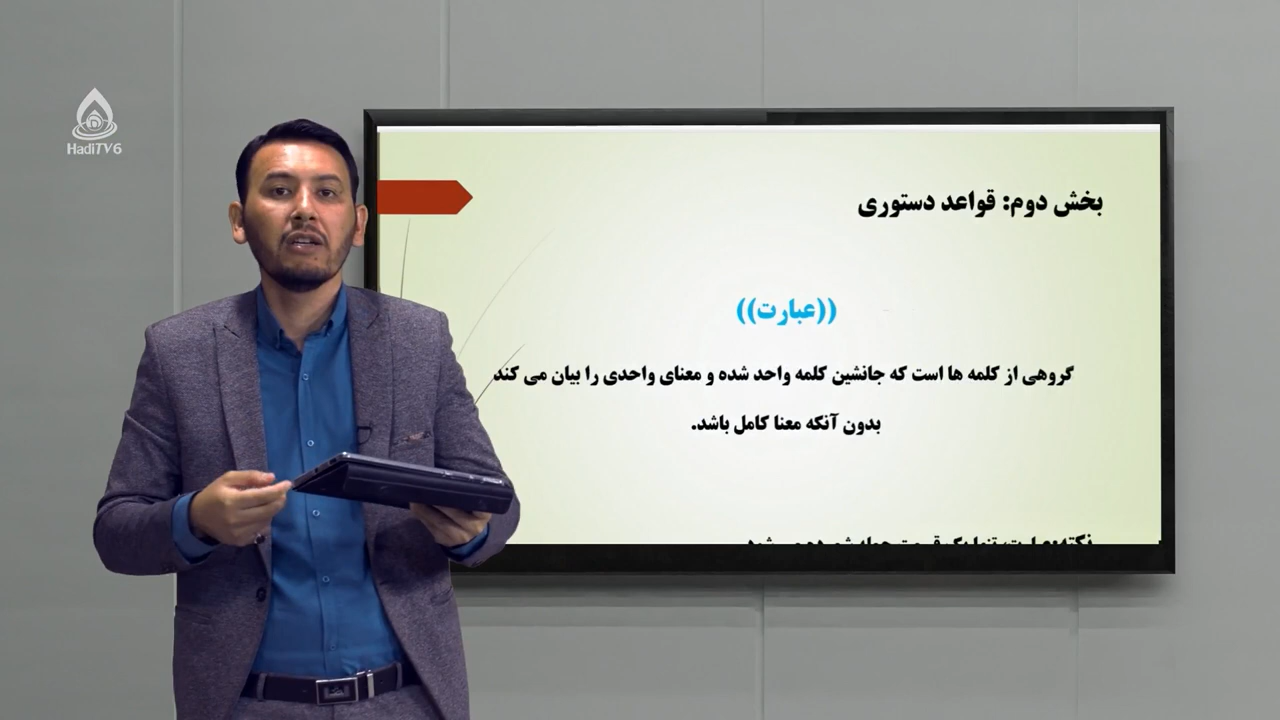 HadiTV6
بخش دوم: قواعد دستوری
((عبارت))
گروهی از کلمه ها است که جانشین کلمه واحد شده و معنای واحدی را بیان می کند
بدون آنکه معنا کامل باشد.